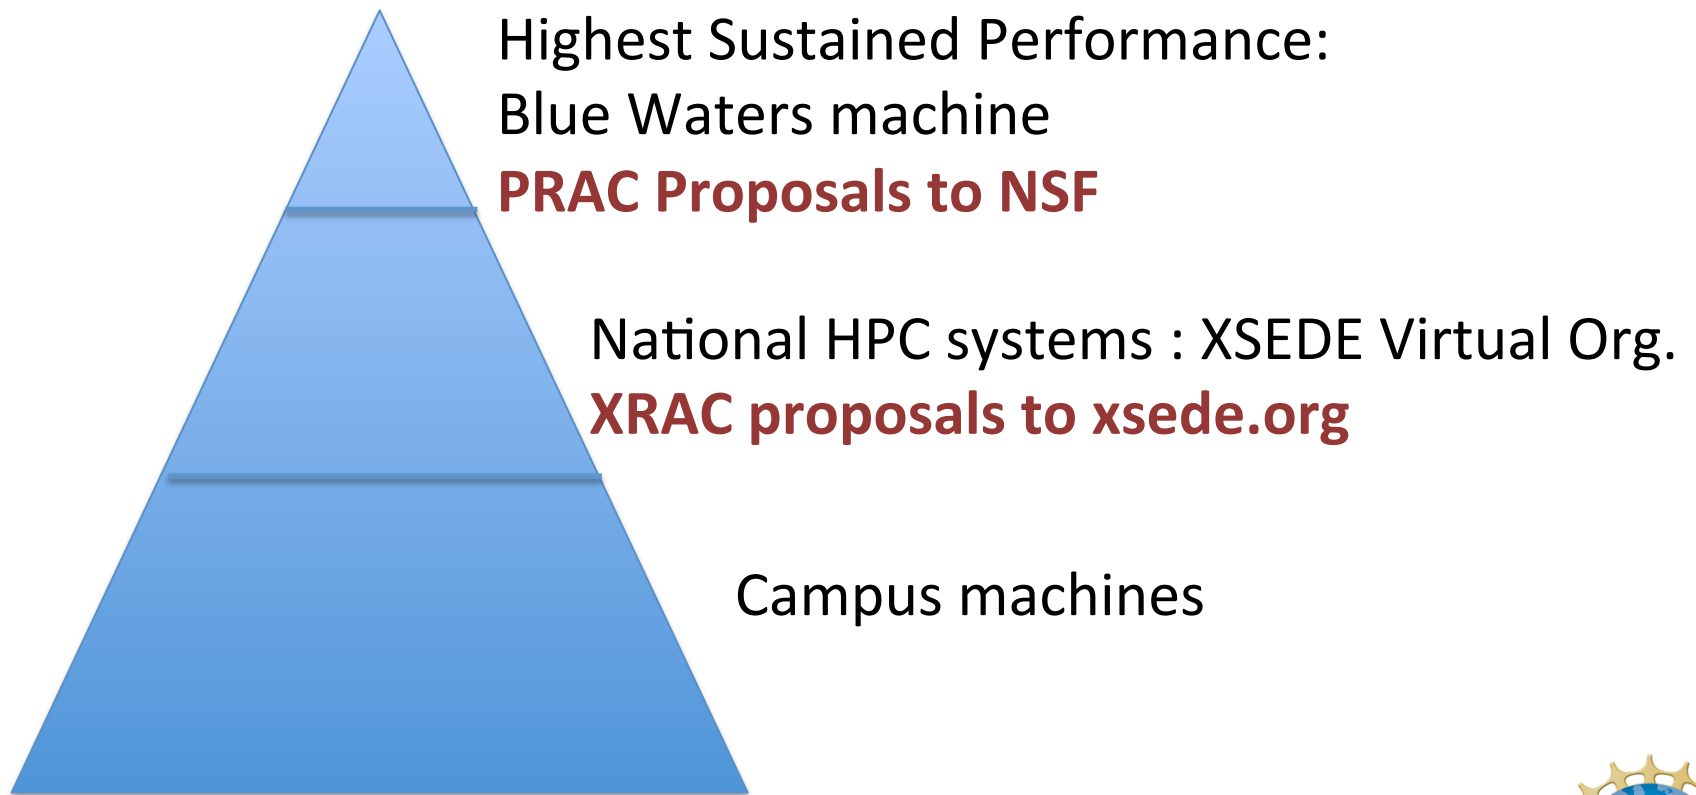 Highest Sustained Performance:
Blue Waters machine
PRAC Proposals to NSF
National HPC systems : XSEDE Virtual Org.
XRAC proposals to xsede.org
Campus machines